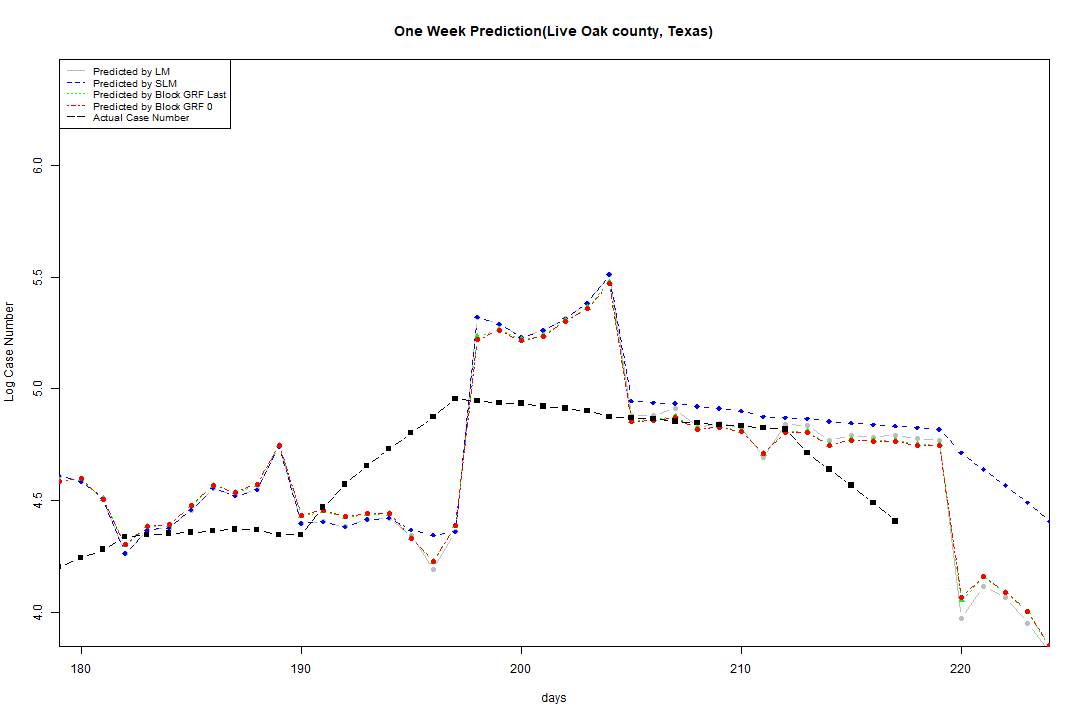 One Week Prediction(Live Oak county, Texas)
Predicted by LM
Predicted by SLM
Predicted by Block GRF Last
Predicted by Block GRF 0
Actual Case Number
Log Case Number
6.0
5.5
5.0
4.5
4.0
180 190 200 210 220
days